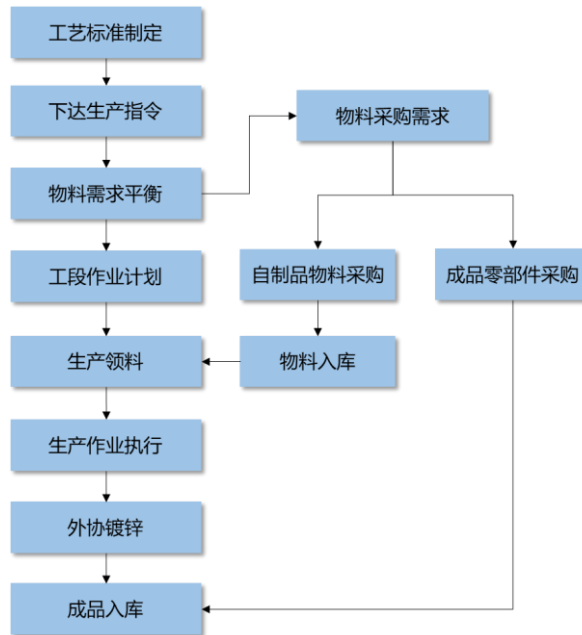 工艺标准制定
下达生产指令
物料采购需求
物料需求平衡
工段作业计划
自制品物料采购
成品零部件采购
生产领料
物料入库
生产作业执行
外协镀锌
成品入库